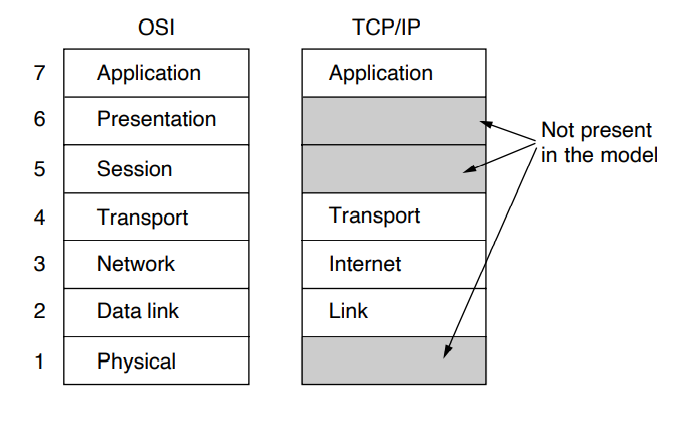 OSI TCP/IP
7 Application Application
6 Presentation
Not present
in the model
5 Session
4 Transport Transport
3 Network Internet
2 Data link Link
1 Physical